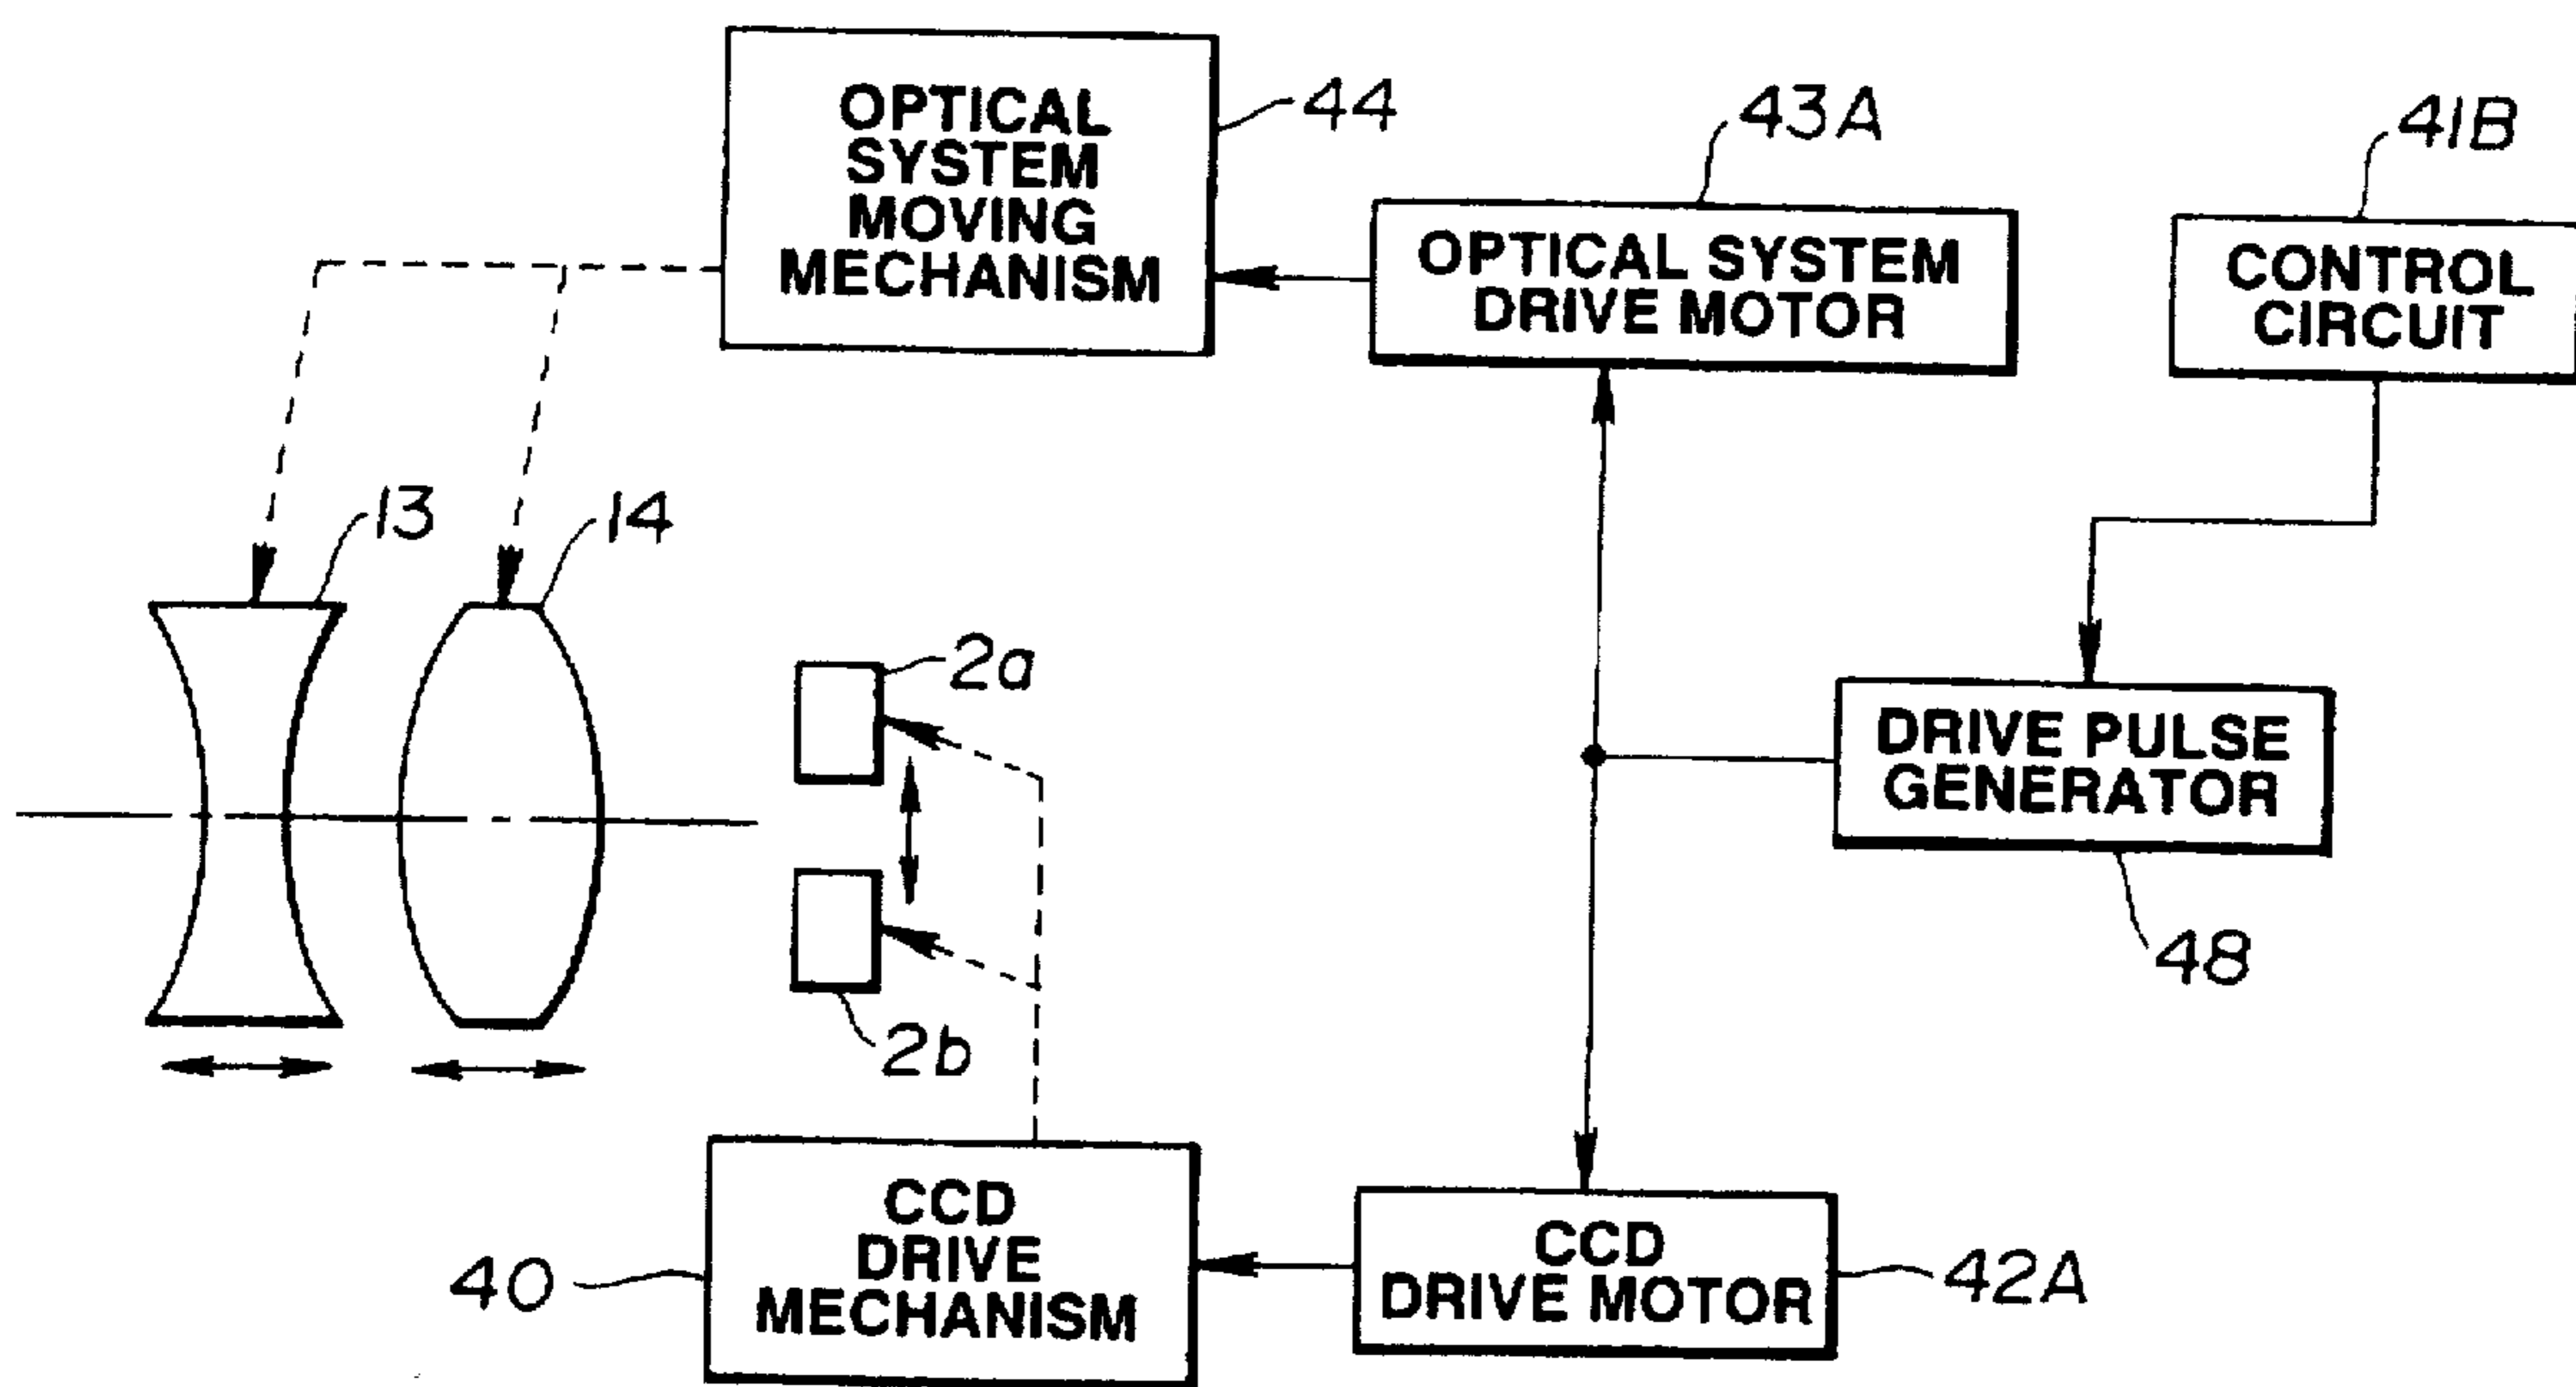 OPTICAL
SYSTEM
MOVING
MECHANISM
44
43A
OPTICAL SYSTEM
DRIVE MOTOR
41B
CONTROL
CIRCUIT
13
14
2a
2b
DRIVE PULSE
GENERATOR
48
40
CCD
DRIVE
MECHANISM
CCD
DRIVE MOTOR
42A